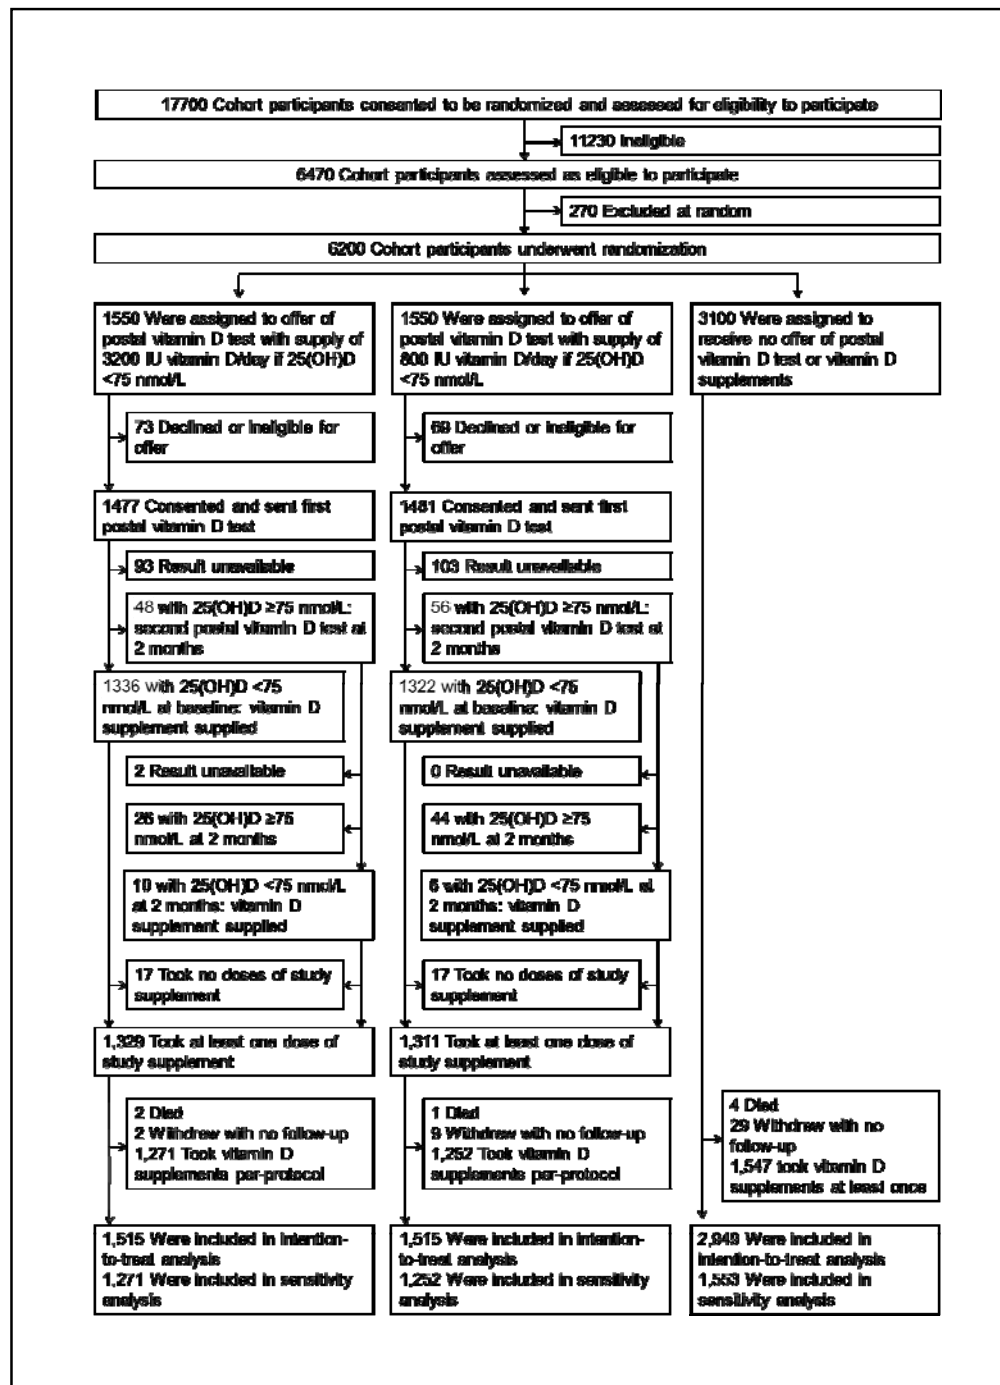 17700 Cohort participants consented to be randomized and assessed for eligibility to participate
11230 Ineligible
6470 Cohort participants assessed as eligible to participate
270 Excluded at random
6200 Cohort participants underwent randomization
1550 Were assigned to offer of
postal vitamin D test with supply of
3200 IU vitamin D/day if 25(OH)D
<75 nmol/L
1550 Were assigned to offer of
postal vitamin D test with supply of
800 IU vitamin D/day if 25(OH)D
<75 nmol/L
3100 Were assigned to
receive no offer of postal
vitamin D test or vitamin D
supplements
73 Declined or ineligible for
offer
69 Declined or ineligible for
offer
1477 Consented and sent first
postal vitamin D test
1481 Consented and sent first
postal vitamin D test
93 Result unavailable
103 Result unavailable
48 with 25(OH)D ≥75 nmol/L:
second postal vitamin D test at
2 months
56 with 25(OH)D ≥75 nmol/L:
second postal vitamin D test at
2 months
1336 with 25(OH)D <75
nmol/L at baseline: vitamin D
supplement supplied
1322 with 25(OH)D <75
nmol/L at baseline: vitamin D
supplement supplied
2 Result unavailable
0 Result unavailable
26 with 25(OH)D ≥75
nmol/L at 2 months
44 with 25(OH)D ≥75
nmol/L at 2 months
10 with 25(OH)D <75 nmol/L
at 2 months: vitamin D
supplement supplied
6 with 25(OH)D <75 nmol/L at
2 months: vitamin D
supplement supplied
17 Took no doses of study
supplement
17 Took no doses of study
supplement
1,329 Took at least one dose of
study supplement
1,311 Took at least one dose of
study supplement
2 Died
2 Withdrew with no follow-up
1,271 Took vitamin D
supplements per-protocol
1 Died
9 Withdrew with no follow-up
1,252 Took vitamin D
supplements per-protocol
4 Died
29 Withdrew with no
follow-up
1,547 took vitamin D
supplements at least once
1,515 Were included in intention-
to-treat analysis
1,271 Were included in sensitivity
analysis
1,515 Were included in intention-
to-treat analysis
1,252 Were included in sensitivity
analysis
2,949 Were included in
intention-to-treat analysis
1,553 Were included in
sensitivity analysis